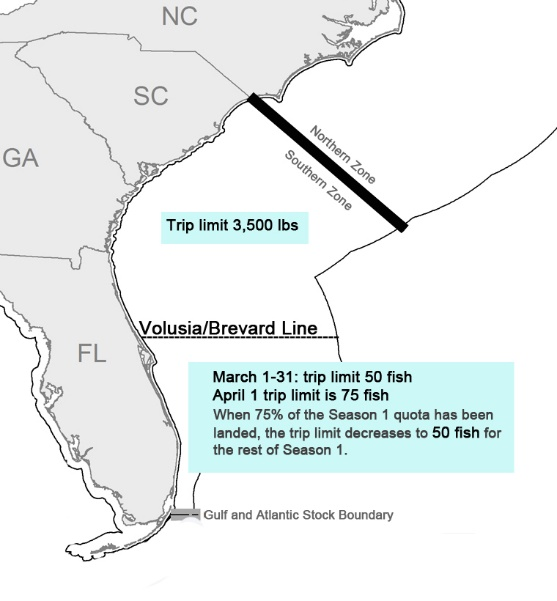 NC
SC
GA
Northern Zone
Southern Zone
Trip limit 3,500 lbs
Volusia/Brevard Line
FL
March 1-31: trip limit 50 fish
April 1 trip limit is 75 fish
When 75% of the Season 1 quota has been
landed, the trip limit decreases to 50 fish for
the rest of Season 1.
Gulf and Atlantic Stock Boundary